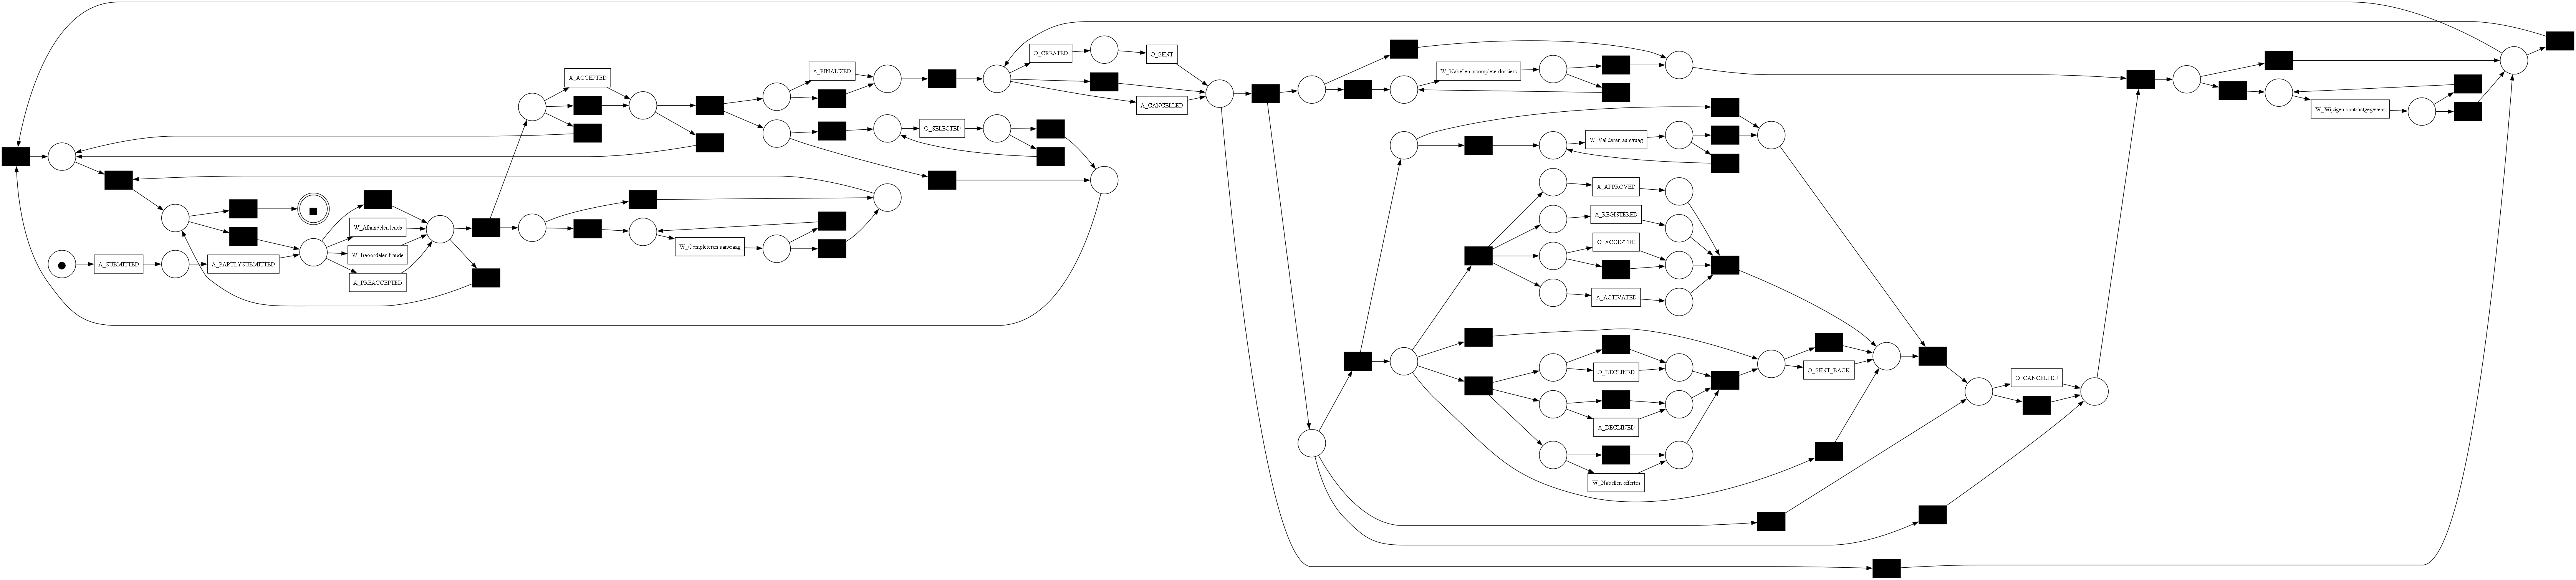 A_SUBMITTED
A_PARTLYSUBMITTED
W_Afhandelen leads
W_Beoordelen fraude
A_PREACCEPTED
A_ACCEPTED
W_Completeren aanvraag
A_FINALIZED
O_SELECTED
O_CREATED
O_SENT
A_CANCELLED
W_Nabellen incomplete dossiers
W_Valideren aanvraag
A_APPROVED
A_REGISTERED
O_ACCEPTED
A_ACTIVATED
O_DECLINED
A_DECLINED
W_Nabellen offertes
O_SENT_BACK
O_CANCELLED
W_Wijzigen contractgegevens